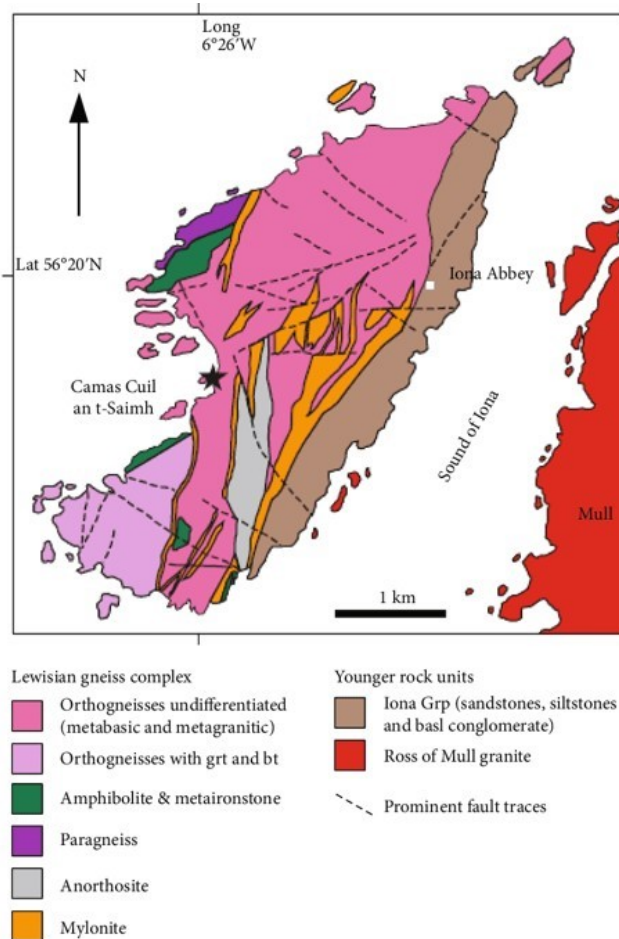 Long
6°26′W
N
Lat 56°20′N
Iona Abbey
Camas Cuil
an t-Saimh
Sound of Iona
Mull
1 km
Lewisian gneiss complex
Orthogneisses undifferentiated
(metabasic and metagranitic)
Orthogneisses with grt and bt
Amphibolite & metaironstone
Paragneiss
Anorthosite
Mylonite
Younger rock units
Iona Grp (sandstones, siltstones
and basl conglomerate)
Ross of Mull granite
Prominent fault traces